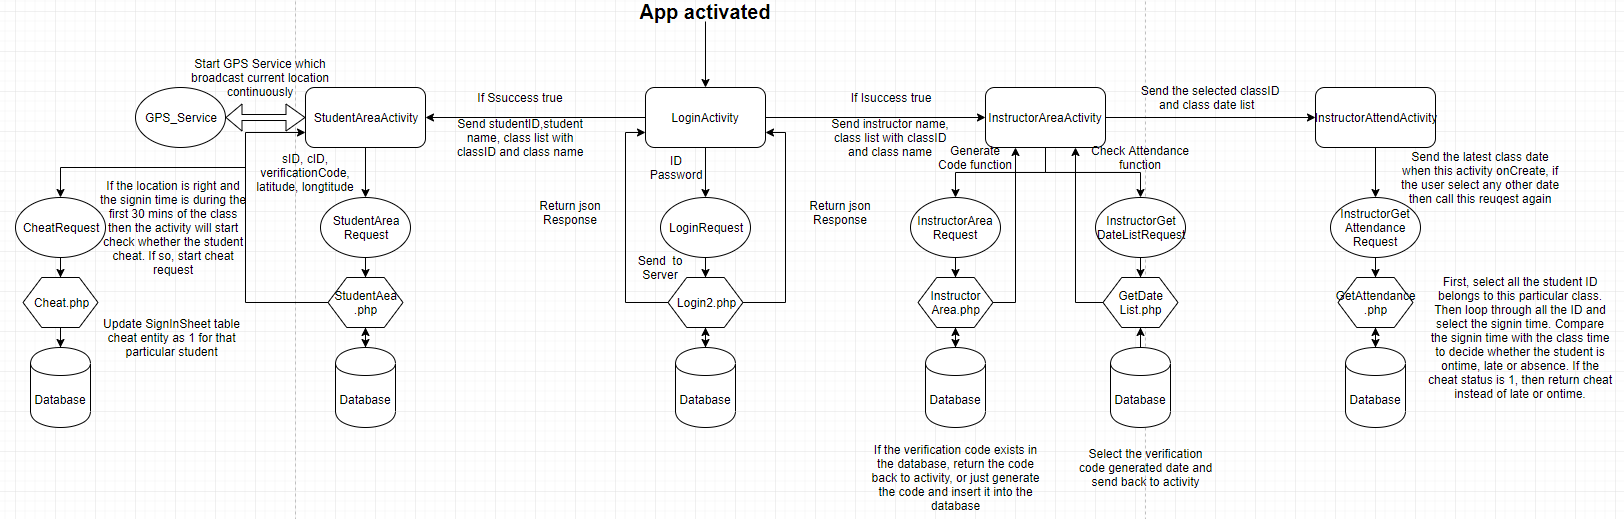 App activated
Start GPS Service which
broadcast current location
continuously
GPS_Service
StudentAreaActivity
If Ssuccess true
Send studentID,student
name, class list with
classID and class name
LoginActivity
If Isuccess true
Send instructor name,
class list with classID
and class name
InstructorAreaActivity
Send the selected classID
and class date list
InstructorAttendActivity
sID, cID,
verificationCode,
latitude, longtitude
ID
Password
Generate
Code function
Check Attendance
function
Send the latest class date
when this activity onCreate, if
the user select any other date
then call this reuqest again
If the location is right and
the signin time is during the
first 30 mins of the class
then the activity will start
check whether the student
cheat. If so, start cheat
request
CheatRequest
StudentArea
Request
Return json
Response
LoginRequest
Return json
Response
InstructorArea
Request
InstructorGet
DateListRequest
InstructorGet
Attendance
Request
Send to
Server
Cheat.php
StudentAea
.php
Login2.php
Instructor
Area.php
GetDate
List.php
GetAttendance
.php
First, select all the student ID
belongs to this particular class.
Then loop through all the ID and
select the signin time. Compare
the signin time with the class time
to decide whether the student is
ontime, late or absence. If the
cheat status is 1, then return cheat
instead of late or ontime.
Update SignInSheet table
cheat entity as 1 for that
particular student
Database
Database
Database
Database
Database
Database
If the verification code exists in
the database, return the code
back to activity, or just generate
the code and insert it into the
database
Select the verification
code generated date and
send back to activity